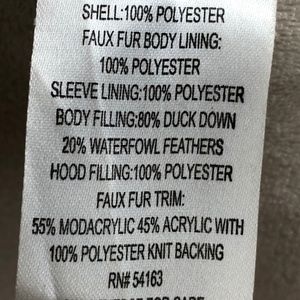 SHELL:100% POLYESTER
FAUX FUR BODY LINING:
100% POLYESTER
SLEEVE LINING:100% POLYESTER
BODY FILLING:80% DUCK DOWN
20% WATERFOWL FEATHERS
HOOD FILLING:100% POLYESTER
FAUX FUR TRIM:
55% MODACRYLIC 45% ACRYLIC WITH
100% POLYESTER KNIT BACKING
RN# 54163